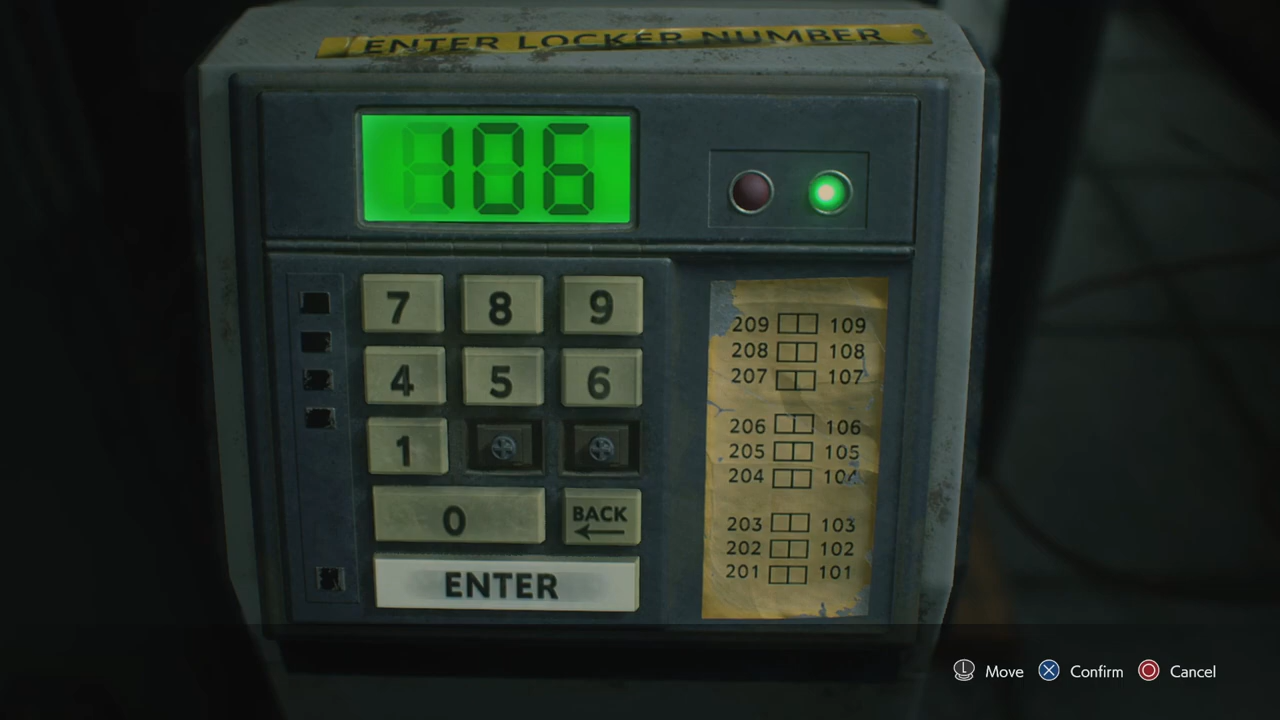 ENTER LOCKER NUMBER
106
7 8 9
4 5 6
1
0 BACK
ENTER
209 109
208 108
207 107
206 106
205 105
204 104
203 103
202 102
201 101
L Move Confirm Cancel